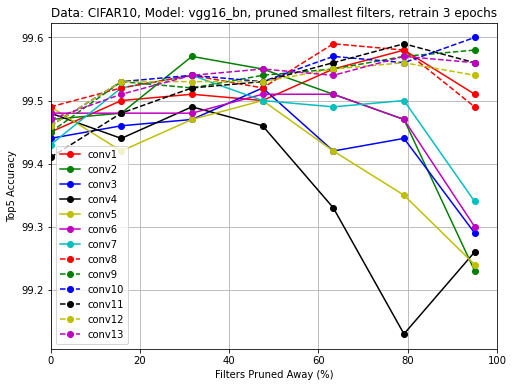 Data: CIFAR10, Model: vgg16_bn, pruned smallest filters, retrain 3 epochs
99.6
99.5
99.4
99.3
99.2
Top5 Accuracy
conv1
conv2
conv3
conv4
conv5
conv6
conv7
conv8
conv9
conv10
conv11
conv12
conv13
0 20 40 60 80 100
Filters Pruned Away (%)